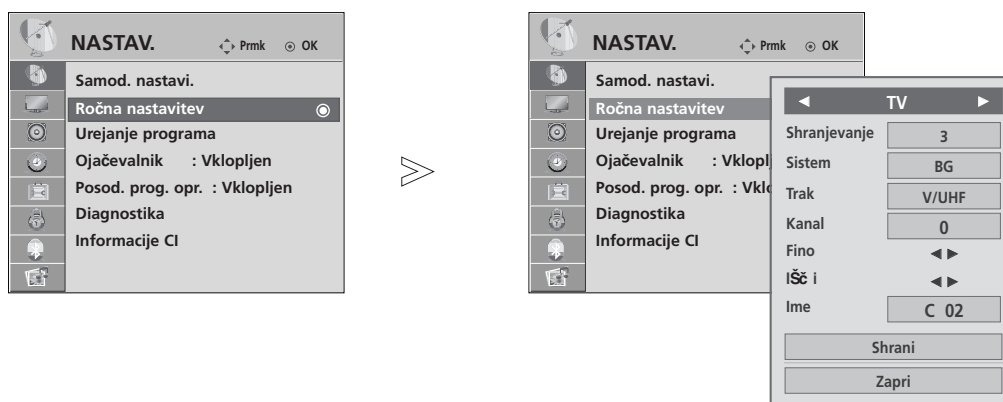 NASTAV. Prmk OK
Samod. nastavi.
Ročna nastavitev
Urejanje programa
Ojačevalnik : Vklopljen
Posod. prog. opr. : Vklopljen
Diagnostika
Informacije CI
NASTAV. Prmk OK
Samod. nastavi.
Ročna nastavitev
Urejanje programa
Ojačevalnik : Vkloplj
Posod. prog. opr. : Vklo
Diagnostika
Informacije CI
◄ TV ►
Shranjevanje 3
Sistem BG
Trak V/UHF
Kanal 0
Fino ◄ ►
IŠč i ◄ ►
Ime C 02
Shrani
Zapri